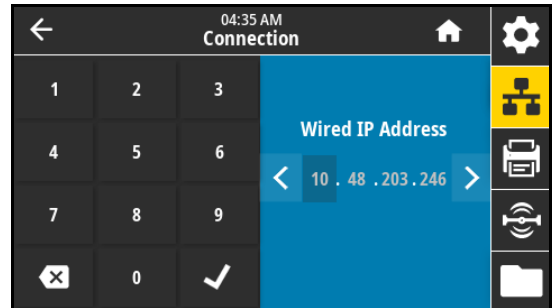 04:35 AM
Connection
1 2 3
Wired IP Address
4 5 6
10 . 48 . 203 . 246
7 8 9
0